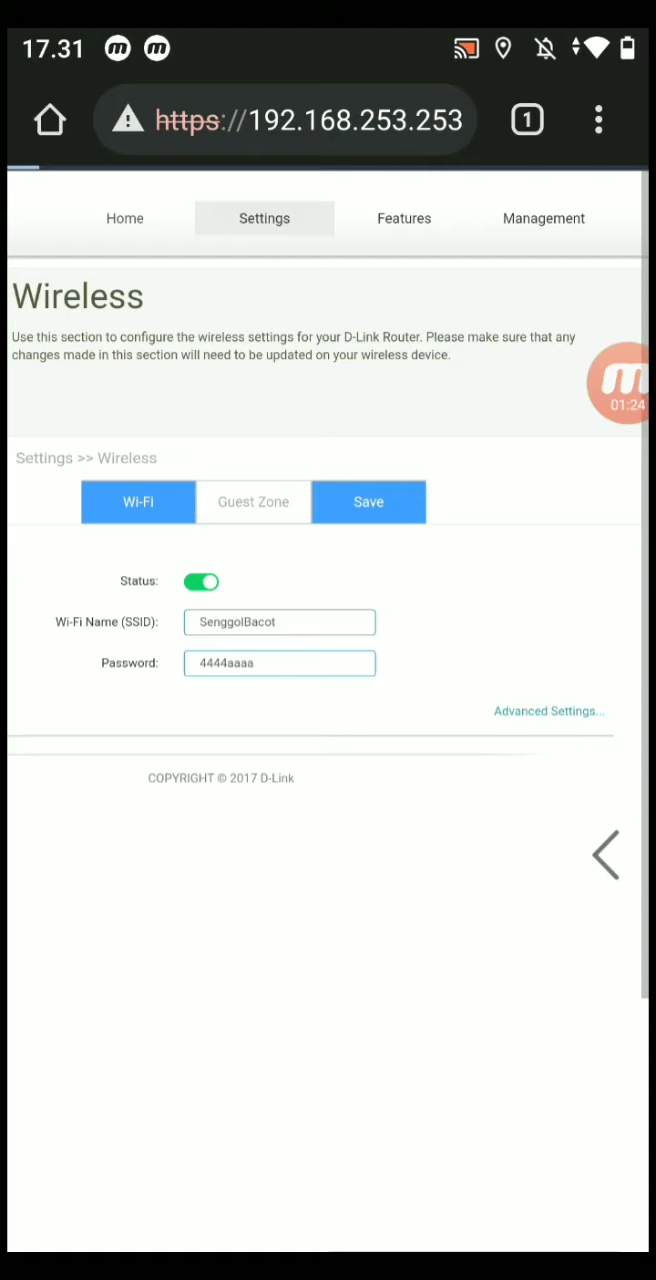 17.31
https://192.168.253.253
1
Home Settings Features Management
Wireless
Use this section to configure the wireless settings for your D-Link Router. Please make sure that any
changes made in this section will need to be updated on your wireless device.
01:24
Settings >> Wireless
Wi-Fi Guest Zone Save
Status:
Wi-Fi Name (SSID): SenggolBacot
Password: 4444aaaa
Advanced Settings...
COPYRIGHT © 2017 D-Link